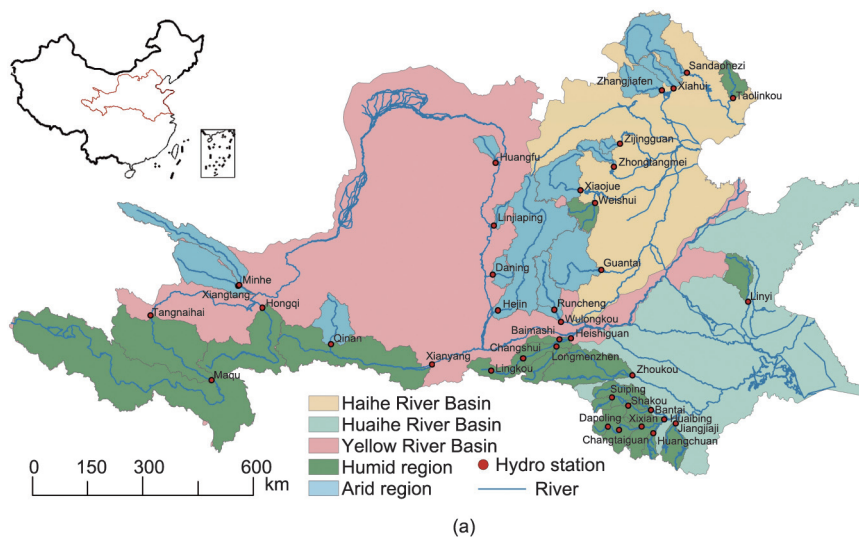 Sandaphezi
Zhangjiafen
Xiahui
Taolinkou
Zijingguan
Huangfu
Zhongtangmei
Xiaojue
Weishui
Linjiaping
Daning
Guantai
Minhe
Xiangtang
Hongqi
Tangnaihai
Hejin
Runcheng
Linyi
Wulongkou
Qinan
Baimashi
Heishiguan
Changshui
Longmenzhen
Xianyang
Lingkou
Maqu
Zhoukou
Suiping
Shakou
Bantai
Dapoling
Xixian
Huaibing
Jiangjiaji
Changtaiguan
Huangchuan
Haihe River Basin
Huaihe River Basin
Yellow River Basin
Humid region
Hydro station
Arid region
River
0 150 300 600
km
(a)